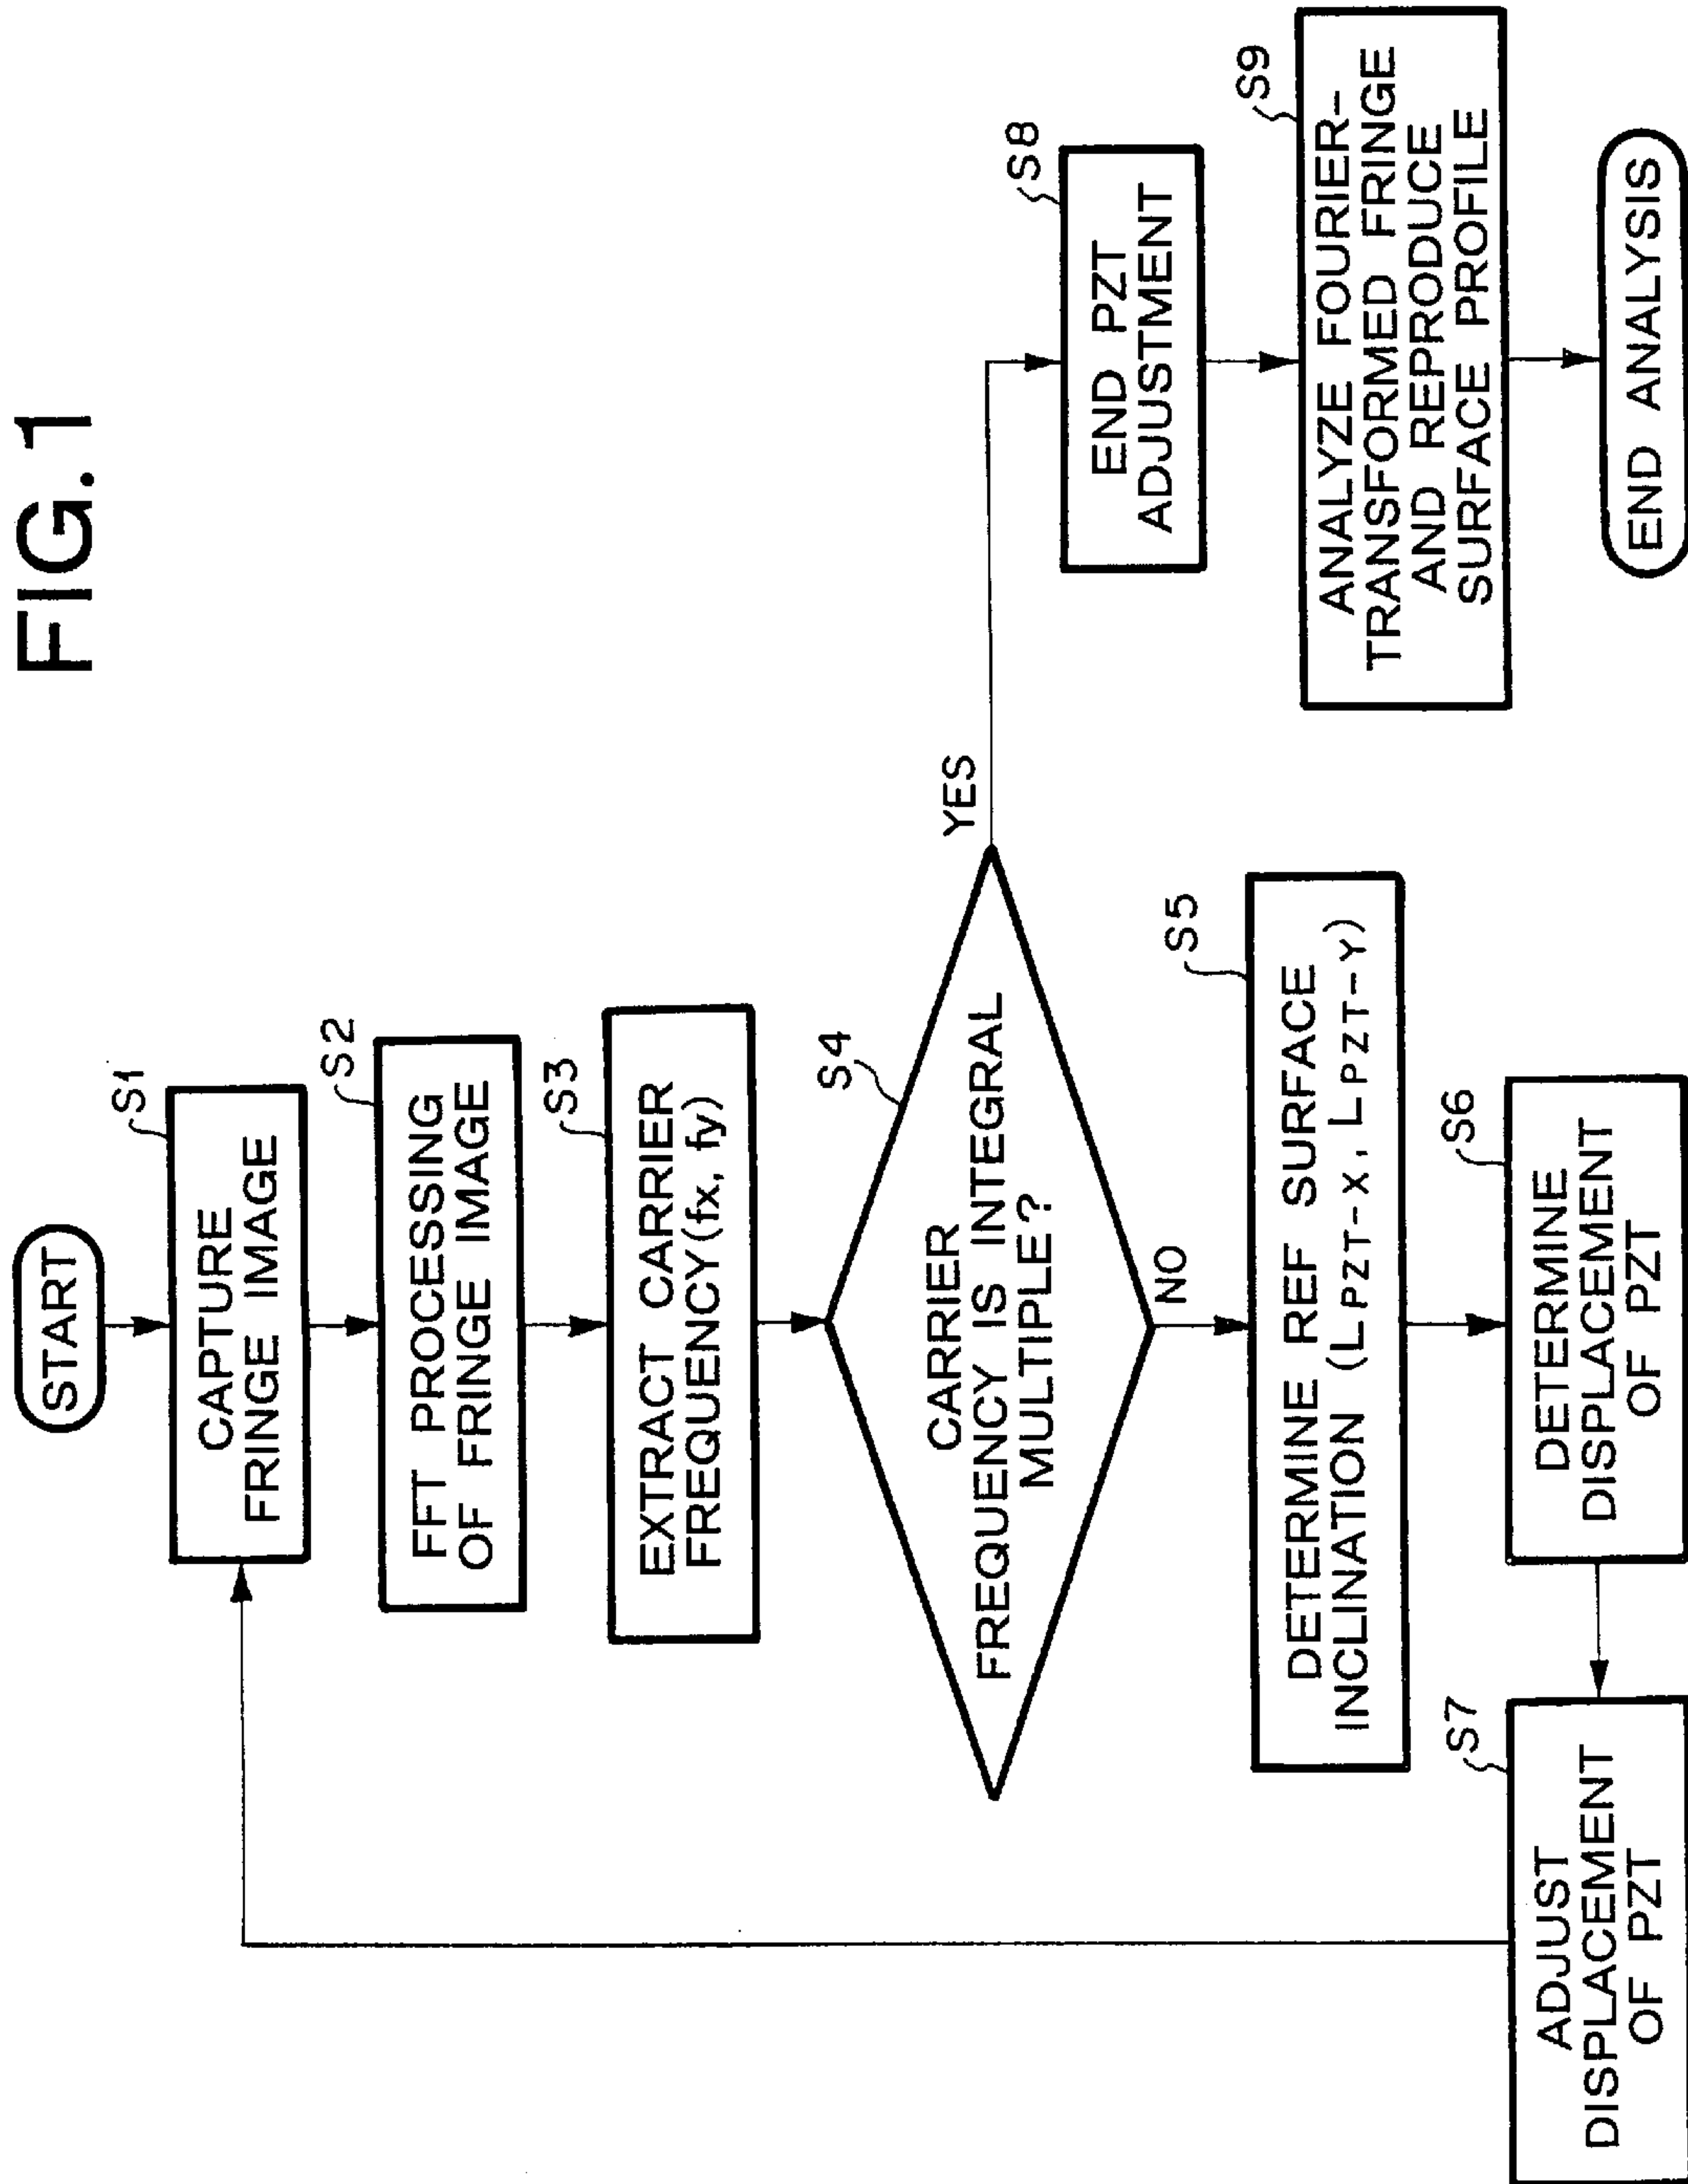 FIG.1
START
S1
CAPTURE
FRINGE IMAGE
S2
FFT PROCESSING
OF FRINGE IMAGE
S3
EXTRACT CARRIER
FREQUENCY(fx, fy)
S4
CARRIER
FREQUENCY IS INTEGRAL
MULTIPLE?
YES
NO
S5
DETERMINE REF SURFACE
INCLINATION (LPZT-X, LPZT-Y)
S6
DETERMINE
DISPLACEMENT
OF PZT
S7
ADJUST
DISPLACEMENT
OF PZT
S8
END PZT
ADJUSTMENT
S9
ANALYZE FOURIER-
TRANSFORMED FRINGE
AND REPRODUCE
SURFACE PROFILE
END ANALYSIS